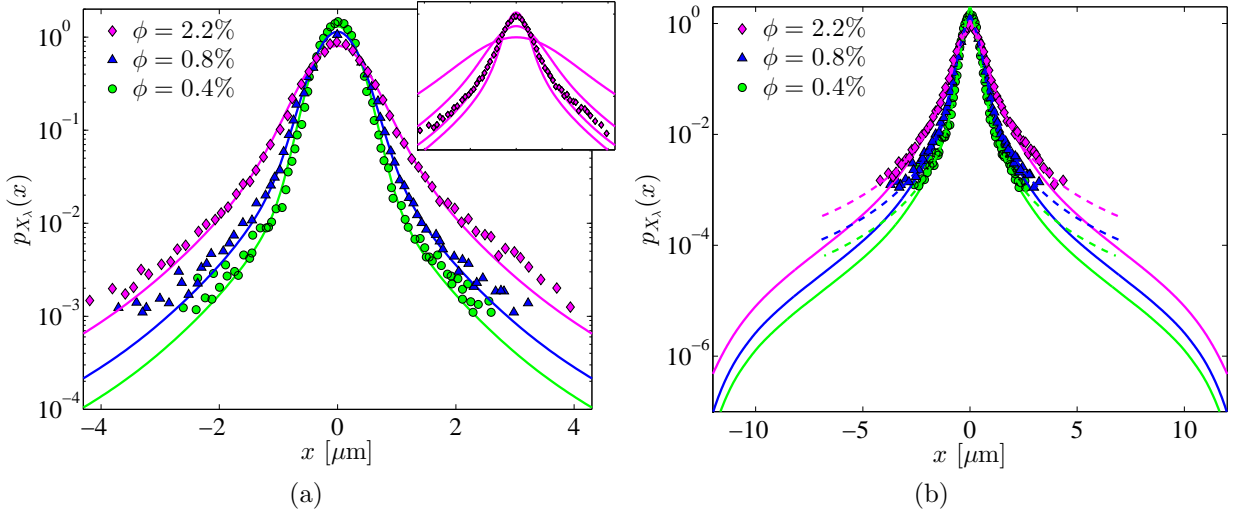 ϕ = 2.2%
ϕ = 0.8%
ϕ = 0.4%
10^0
10^{-1}
10^{-2}
10^{-3}
10^{-4}
p_{X_λ}(x)
−4 −2 0 2 4
x [μm]
(a)
ϕ = 2.2%
ϕ = 0.8%
ϕ = 0.4%
10^0
10^{-2}
10^{-4}
10^{-6}
p_{X_λ}(x)
−10 −5 0 5 10
x [μm]
(b)